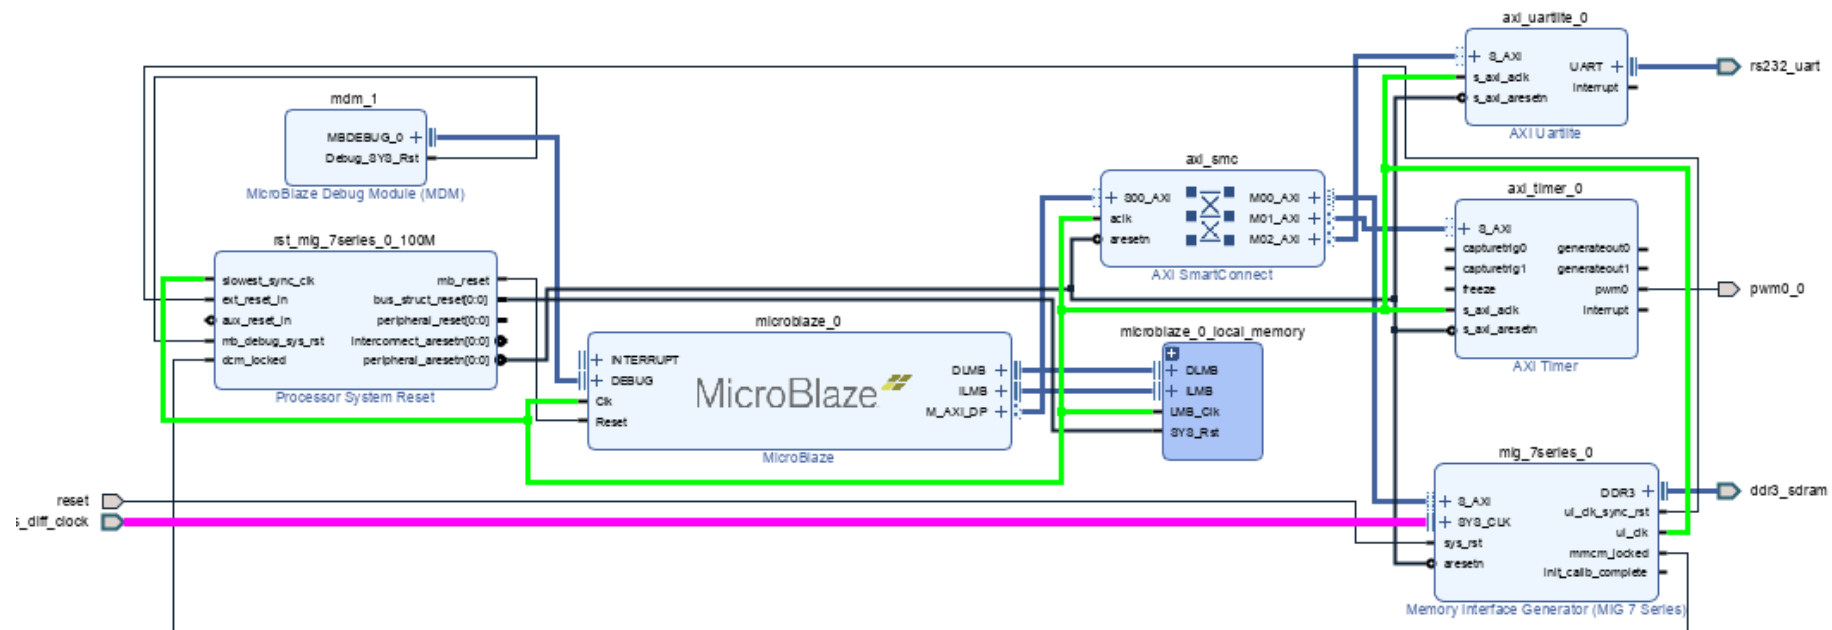 axi_uartlite_0
S_AXI
s_axi_aclk
s_axi_aresetn
UART
interrupt
AXI Uartlite
rs232_uart
mdm_1
MBDEBUG_0
Debug_SYS_Rst
MicroBlaze Debug Module (MDM)
axi_smc
S00_AXI
aclk
aresetn
M00_AXI
M01_AXI
M02_AXI
AXI SmartConnect
axi_timer_0
S_AXI
capturetrig0
capturetrig1
freeze
s_axi_aclk
s_axi_aresetn
generateout0
generateout1
pwm0
interrupt
AXI Timer
pwm0_0
rst_mig_7series_0_100M
slowest_sync_clk
ext_reset_in
aux_reset_in
mb_debug_sys_rst
dcm_locked
mb_reset
bus_struct_reset[0:0]
peripheral_reset[0:0]
interconnect_aresetn[0:0]
peripheral_aresetn[0:0]
Processor System Reset
microblaze_0
INTERRUPT
DEBUG
Clk
Reset
MicroBlaze
DLMB
ILMB
M_AXI_DP
MicroBlaze
microblaze_0_local_memory
DLMB
ILMB
LMB_Clk
SYS_Rst
mig_7series_0
S_AXI
SYS_CLK
sys_rst
aresetn
DDR3
ui_clk_sync_rst
ui_clk
mmcm_locked
init_calib_complete
Memory Interface Generator (MIG 7 Series)
ddr3_sdram
reset
s_diff_clock